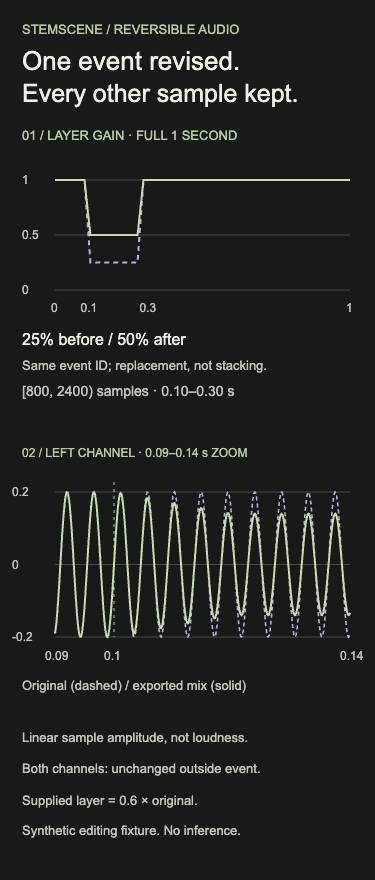 STEMSCENE / REVERSIBLE AUDIO
One event revised.
Every other sample kept.
01 / LAYER GAIN · FULL 1 SECOND
1
0.5
0
0 0.1 0.3 1
25% before / 50% after
Same event ID; replacement, not stacking.
[800, 2400) samples · 0.10–0.30 s
02 / LEFT CHANNEL · 0.09–0.14 s ZOOM
0.2
0
-0.2
0.09 0.1 0.14
Original (dashed) / exported mix (solid)
Linear sample amplitude, not loudness.
Both channels: unchanged outside event.
Supplied layer = 0.6 × original.
Synthetic editing fixture. No inference.